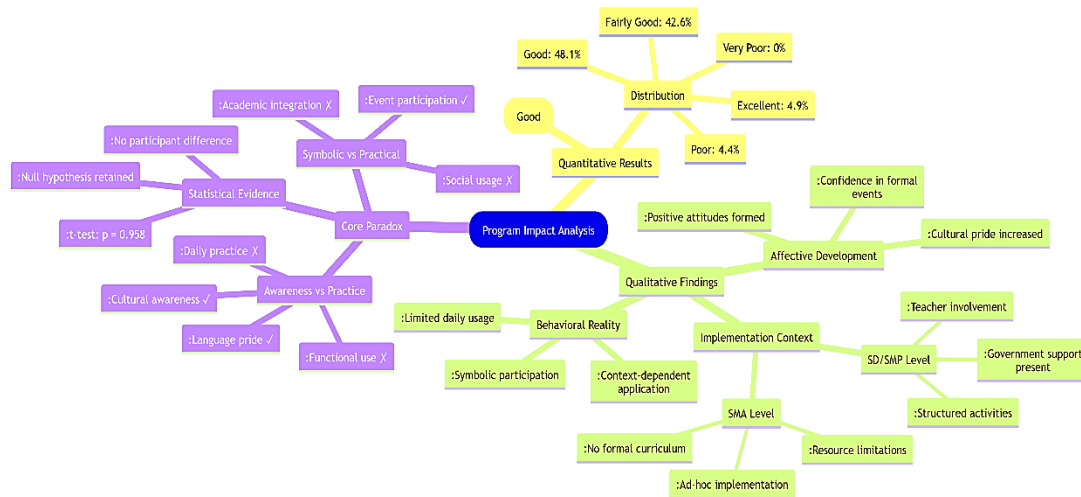 Fairly Good: 42.6%
Good: 48.1%
Very Poor: 0%
Distribution
Excellent: 4.9%
Poor: 4.4%
Good
Quantitative Results
:Academic integration ✗
:Event participation ✓
:No participant difference
Symbolic vs Practical
:Social usage ✗
:Null hypothesis retained
Statistical Evidence
:t-test: p = 0.958
Core Paradox
Program Impact Analysis
:Daily practice ✗
:Cultural awareness ✓
Awareness vs Practice
:Language pride ✓
:Functional use ✗
:Confidence in formal
events
:Positive attitudes formed
Affective Development
:Cultural pride increased
Qualitative Findings
:Limited daily usage
Behavioral Reality
:Symbolic participation
:Context-dependent
application
Implementation Context
:Teacher involvement
SD/SMP Level
:Government support
present
:Structured activities
SMA Level
:No formal curriculum
:Resource limitations
:Ad-hoc implementation